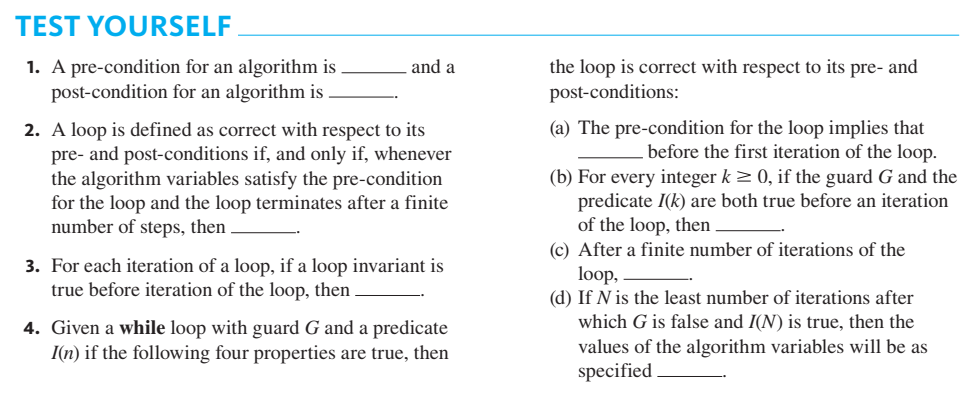 TEST YOURSELF
1. A pre-condition for an algorithm is ______ and a
post-condition for an algorithm is ______.
2. A loop is defined as correct with respect to its
pre- and post-conditions if, and only if, whenever
the algorithm variables satisfy the pre-condition
for the loop and the loop terminates after a finite
number of steps, then ______.
3. For each iteration of a loop, if a loop invariant is
true before iteration of the loop, then ______.
4. Given a while loop with guard G and a predicate
I(n) if the following four properties are true, then
the loop is correct with respect to its pre- and
post-conditions:
(a) The pre-condition for the loop implies that
______ before the first iteration of the loop.
(b) For every integer k ≥ 0, if the guard G and the
predicate I(k) are both true before an iteration
of the loop, then ______.
(c) After a finite number of iterations of the
loop, ______.
(d) If N is the least number of iterations after
which G is false and I(N) is true, then the
values of the algorithm variables will be as
specified ______.